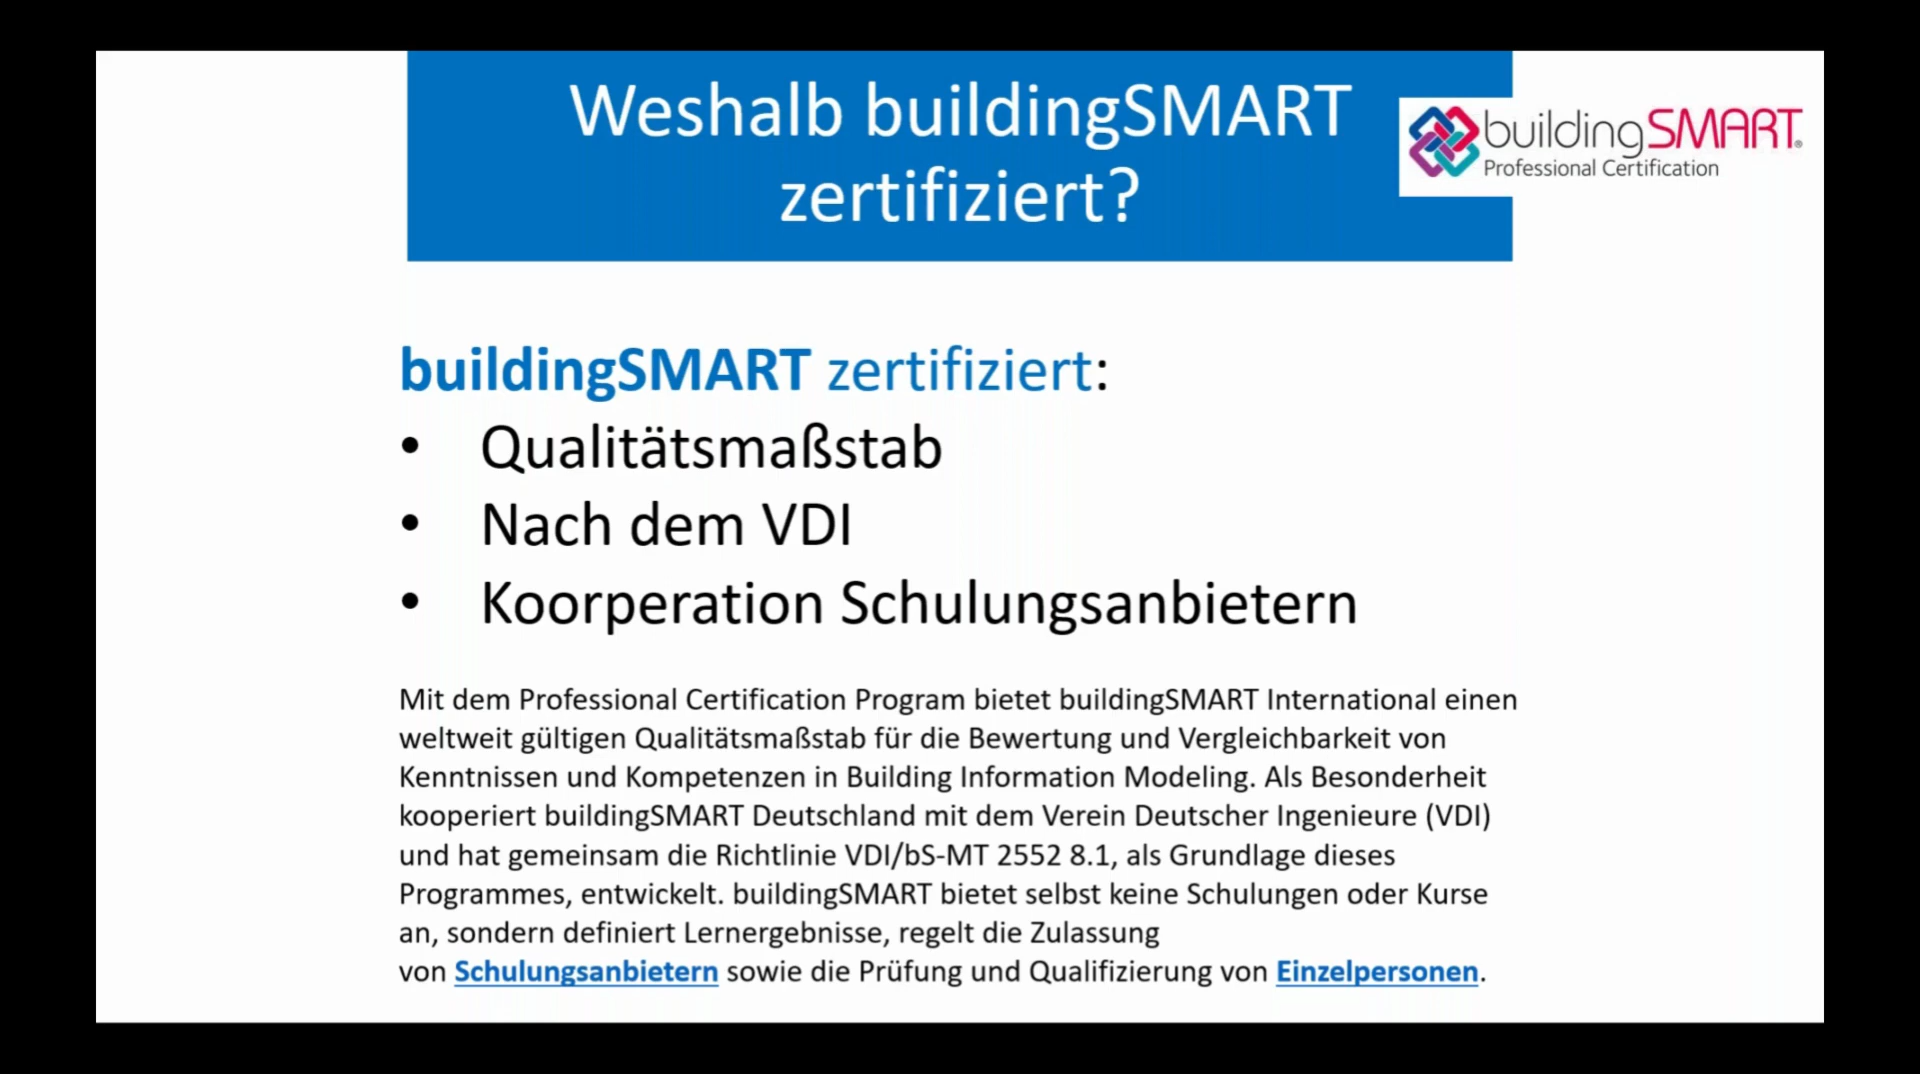 Weshalb buildingSMART
zertifiziert?
buildingSMART®
Professional Certification
buildingSMART zertifiziert:
• Qualitätsmaßstab
• Nach dem VDI
• Koorperation Schulungsanbietern
Mit dem Professional Certification Program bietet buildingSMART International einen
weltweit gültigen Qualitätsmaßstab für die Bewertung und Vergleichbarkeit von
Kenntnissen und Kompetenzen in Building Information Modeling. Als Besonderheit
kooperiert buildingSMART Deutschland mit dem Verein Deutscher Ingenieure (VDI)
und hat gemeinsam die Richtlinie VDI/bS-MT 2552 8.1, als Grundlage dieses
Programmes, entwickelt. buildingSMART bietet selbst keine Schulungen oder Kurse
an, sondern definiert Lernergebnisse, regelt die Zulassung
von Schulungsanbietern sowie die Prüfung und Qualifizierung von Einzelpersonen.